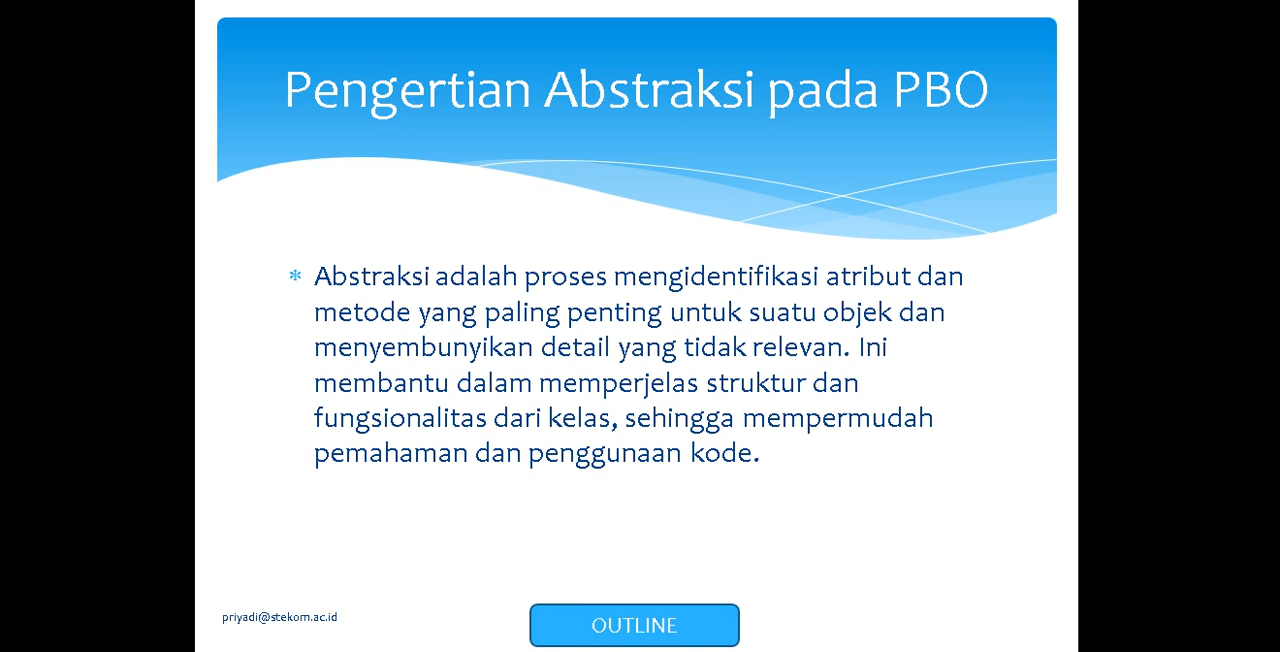 Pengertian Abstraksi pada PBO
* Abstraksi adalah proses mengidentifikasi atribut dan
metode yang paling penting untuk suatu objek dan
menyembunyikan detail yang tidak relevan. Ini
membantu dalam memperjelas struktur dan
fungsionalitas dari kelas, sehingga mempermudah
pemahaman dan penggunaan kode.
priyadi@stekom.ac.id
OUTLINE